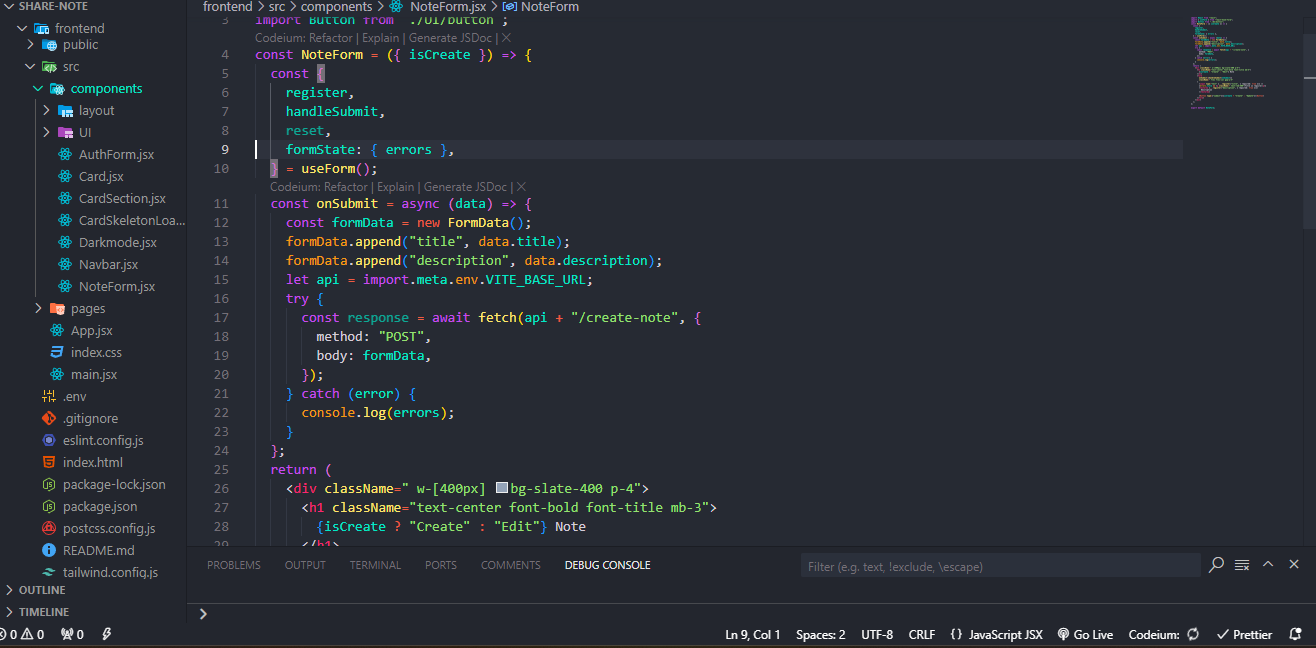 SHARE-NOTE
frontend
public
src
components
layout
UI
AuthForm.jsx
Card.jsx
CardSection.jsx
CardSkeletonLoa...
Darkmode.jsx
Navbar.jsx
NoteForm.jsx
pages
App.jsx
index.css
main.jsx
.env
.gitignore
eslint.config.js
index.html
package-lock.json
package.json
postcss.config.js
README.md
tailwind.config.js
OUTLINE
TIMELINE
frontend > src > components > NoteForm.jsx > NoteForm
3 import Button from "./UI/Button";
Codeium: Refactor | Explain | Generate JSDoc | X
4 const NoteForm = ({ isCreate }) => {
5 const {
6 register,
7 handleSubmit,
8 reset,
9 formState: { errors },
10 } = useForm();
Codeium: Refactor | Explain | Generate JSDoc | X
11 const onSubmit = async (data) => {
12 const formData = new FormData();
13 formData.append("title", data.title);
14 formData.append("description", data.description);
15 let api = import.meta.env.VITE_BASE_URL;
16 try {
17 const response = await fetch(api + "/create-note", {
18 method: "POST",
19 body: formData,
20 });
21 } catch (error) {
22 console.log(errors);
23 }
24 };
25 return (
26 <div className=" w-[400px] bg-slate-400 p-4">
27 <h1 className="text-center font-bold font-title mb-3">
28 {isCreate ? "Create" : "Edit"} Note
29 </h1>
PROBLEMS OUTPUT TERMINAL PORTS COMMENTS DEBUG CONSOLE
Filter (e.g. text, !exclude, \escape)
0 0 0 Ln 9, Col 1 Spaces: 2 UTF-8 CRLF {} JavaScript JSX Go Live Codeium: Prettier